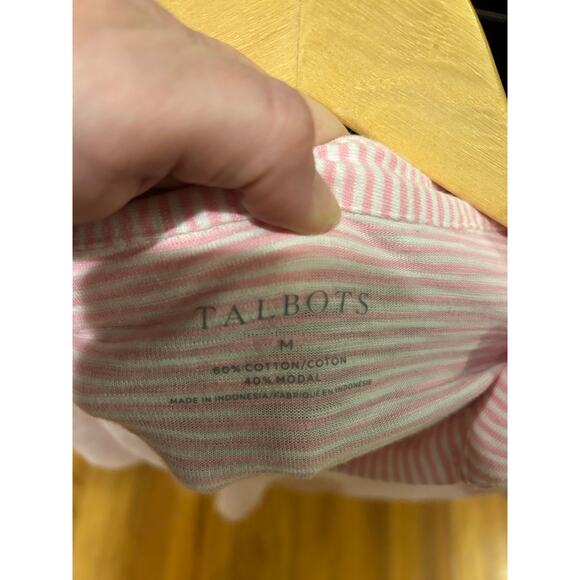 TALBOTS
M
60% COTTON/COTON
40% MODAL
MADE IN INDONESIA/FABRIQUÉ EN INDONÉSIE